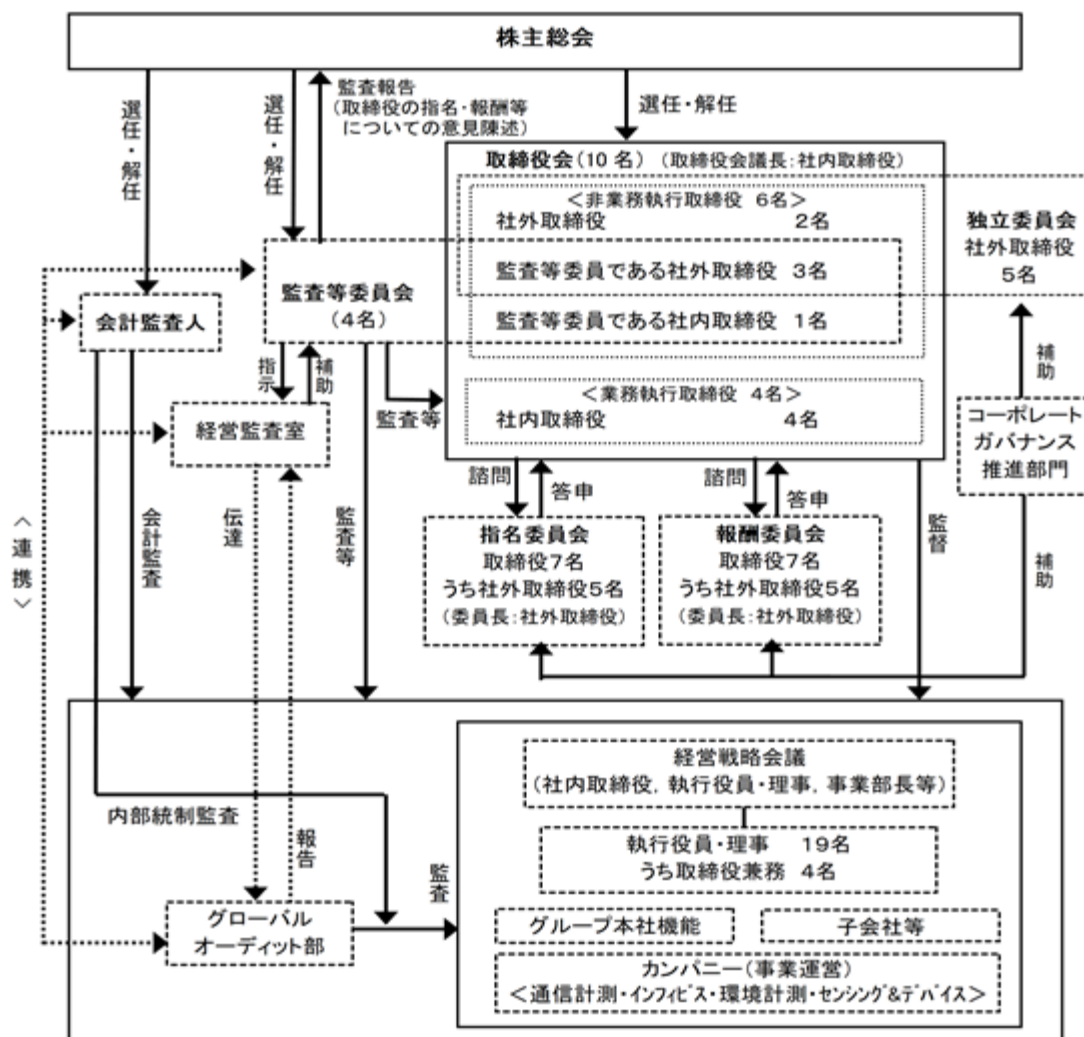 株主総会
選任・解任
選任・解任
監査報告
(取締役の指名・報酬等
についての意見陳述)
選任・解任
取締役会(10名) (取締役会議長:社内取締役)
<非業務執行取締役 6名>
社外取締役 2名
監査等委員である社外取締役 3名
監査等委員である社内取締役 1名
独立委員会
社外取締役
5名
監査等委員会
(4名)
会計監査人
指示
補助
監査等
<業務執行取締役 4名>
社内取締役 4名
経営監査室
補助
コーポレート
ガバナンス
推進部門
諮問
答申
諮問
答申
指名委員会
取締役7名
うち社外取締役5名
(委員長:社外取締役)
報酬委員会
取締役7名
うち社外取締役5名
(委員長:社外取締役)
<連携>
会計監査
伝達
監査等
監督
補助
経営戦略会議
(社内取締役, 執行役員・理事, 事業部長等)
執行役員・理事 19名
うち取締役兼務 4名
内部統制監査
報告
監査
グローバル
オーディット部
グループ本社機能
子会社等
カンパニー(事業運営)
<通信計測・インフィビス・環境計測・センシング&デバイス>